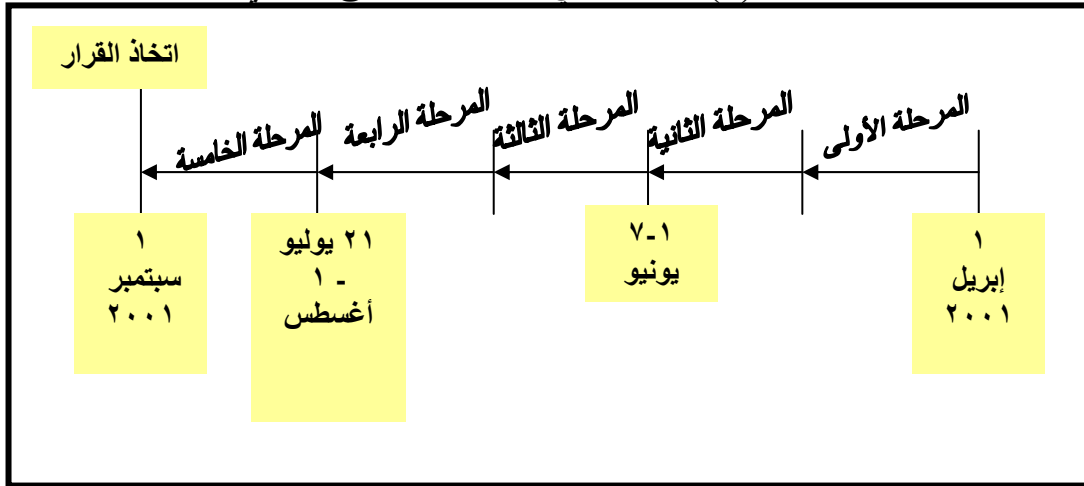 اتخاذ القرار
المرحلة الأولى
المرحلة الثانية
المرحلة الثالثة
المرحلة الرابعة
المرحلة الخامسة
١
إبريل
٢٠٠١
١-٧
يونيو
٢١ يوليو
- ١
أغسطس
١
سبتمبر
٢٠٠١